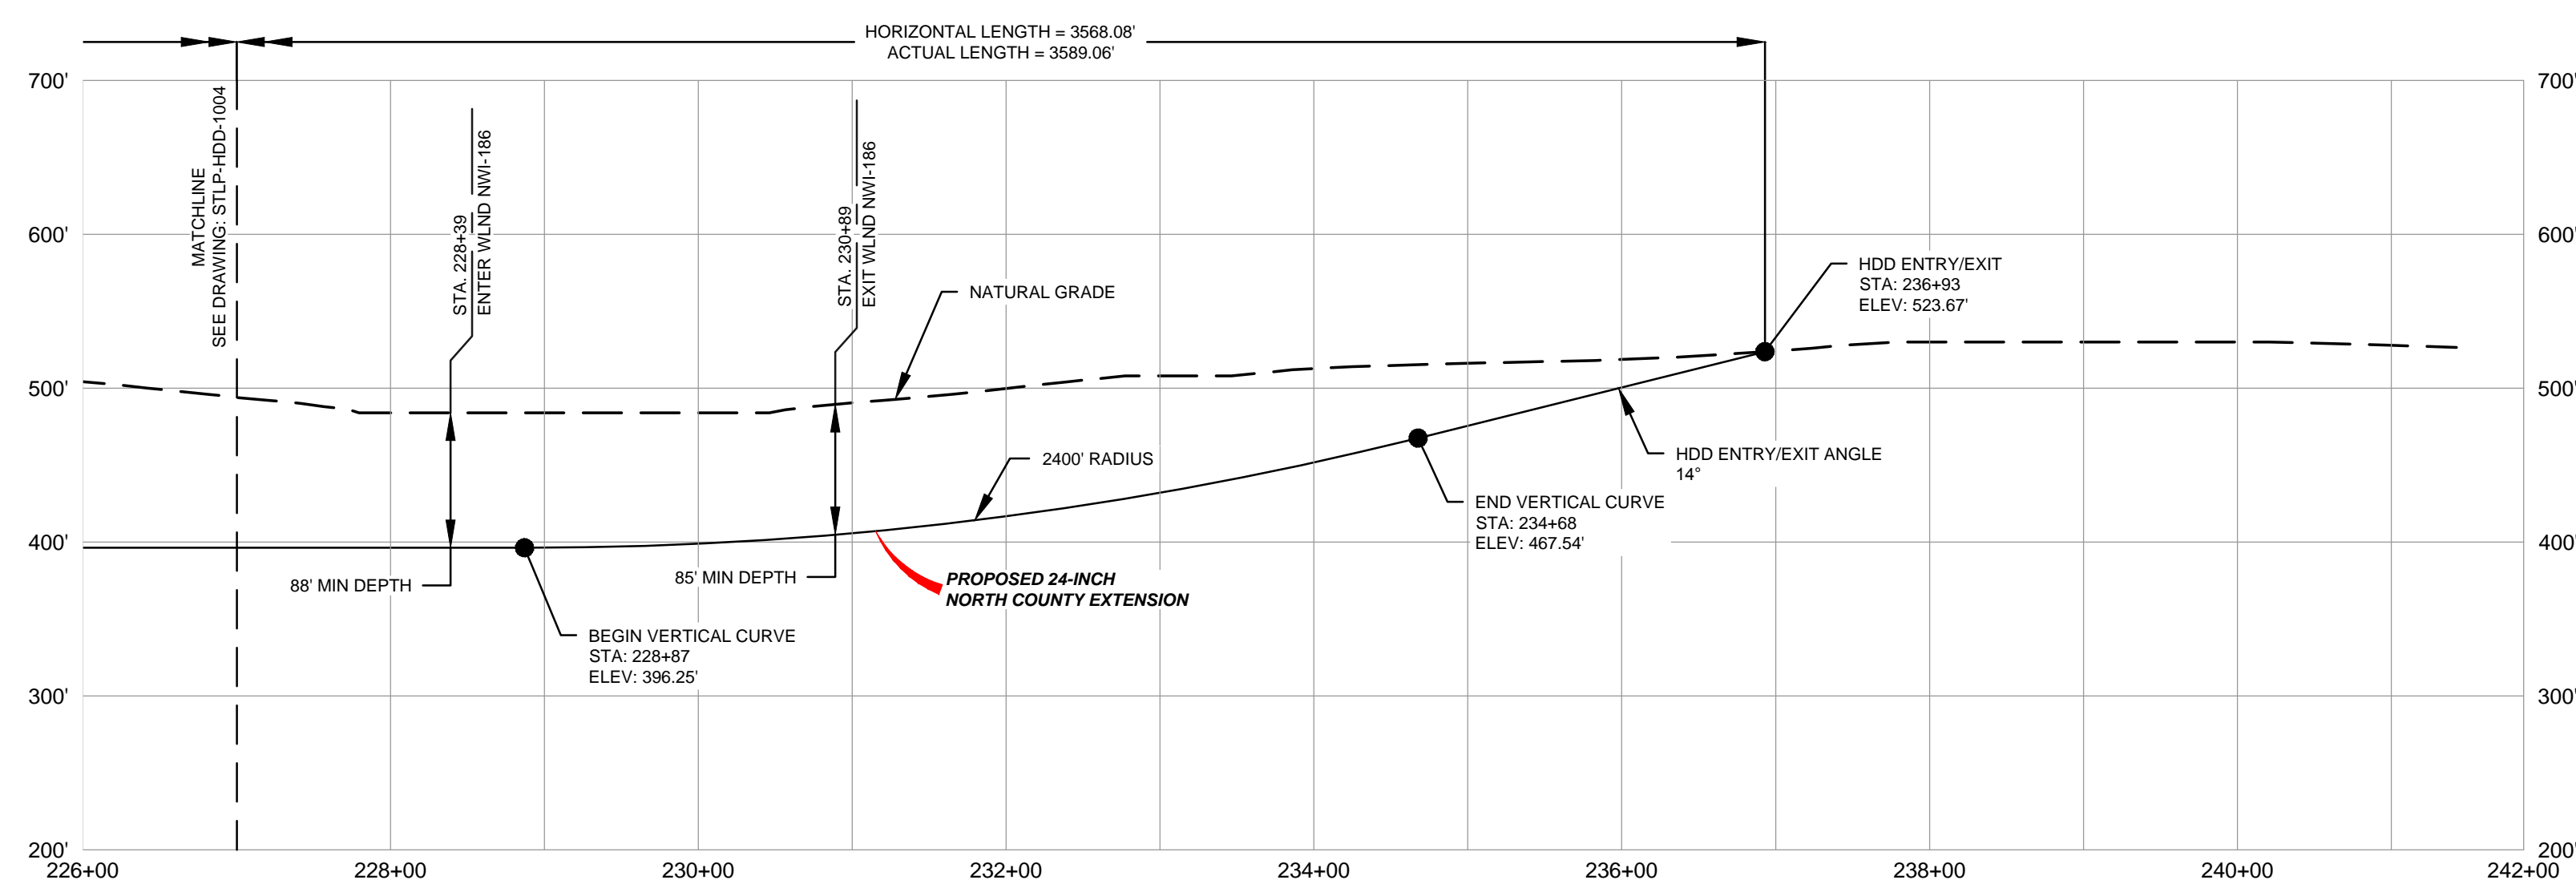 HORIZONTAL LENGTH = 3568.08'
ACTUAL LENGTH = 3589.06'
700'
700'
MATCHLINE
SEE DRAWING: STLP-HDD-1004
STA. 228+39
ENTER WLND NWI-186
STA. 230+89
EXIT WLND NWI-186
600'
600'
HDD ENTRY/EXIT
STA: 236+93
ELEV: 523.67'
NATURAL GRADE
500'
500'
2400' RADIUS
HDD ENTRY/EXIT ANGLE
14°
END VERTICAL CURVE
STA: 234+68
ELEV: 467.54'
400'
400'
88' MIN DEPTH
85' MIN DEPTH
PROPOSED 24-INCH
NORTH COUNTY EXTENSION
BEGIN VERTICAL CURVE
STA: 228+87
ELEV: 396.25'
300'
300'
200'
200'
226+00
228+00
230+00
232+00
234+00
236+00
238+00
240+00
242+00